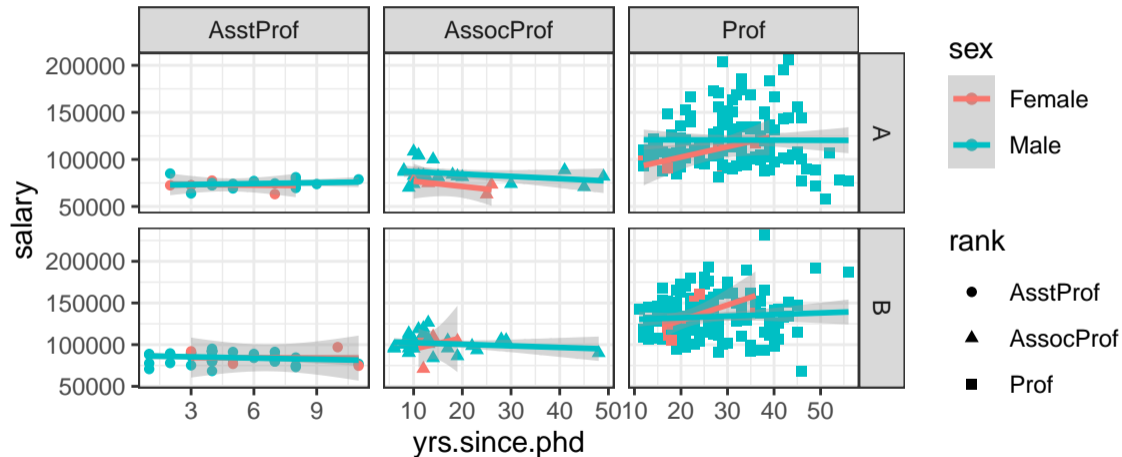 AsstProf AssocProf Prof
200000
150000
100000
50000
A
200000
150000
100000
50000
B
3 6 9 10 20 30 40 50 10 20 30 40 50
yrs.since.phd
salary
sex
Female
Male
rank
AsstProf
AssocProf
Prof